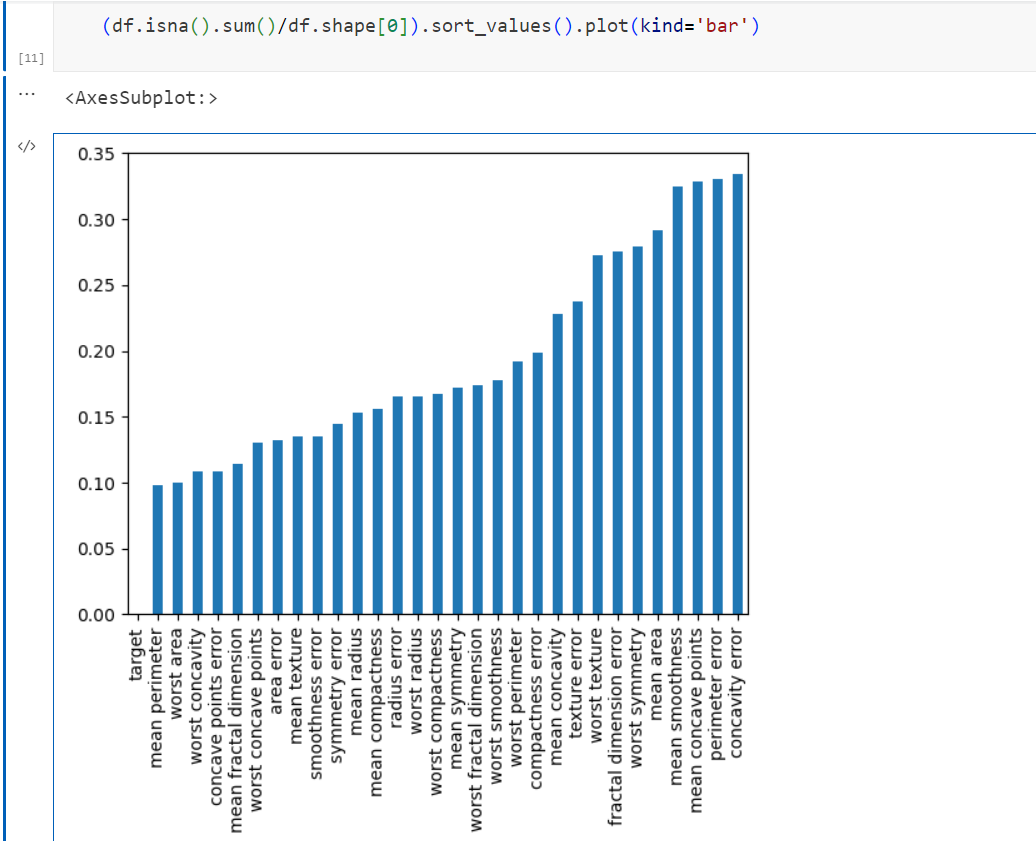 (df.isna().sum()/df.shape[0]).sort_values().plot(kind='bar')
[11]
...
<AxesSubplot:>
</>
0.35
0.30
0.25
0.20
0.15
0.10
0.05
0.00
target
mean perimeter
worst area
worst concavity
concave points error
mean fractal dimension
worst concave points
area error
mean texture
smoothness error
symmetry error
mean radius
mean compactness
radius error
worst radius
worst compactness
mean symmetry
worst fractal dimension
worst smoothness
worst perimeter
compactness error
mean concavity
texture error
worst texture
fractal dimension error
worst symmetry
mean area
mean smoothness
mean concave points
perimeter error
concavity error